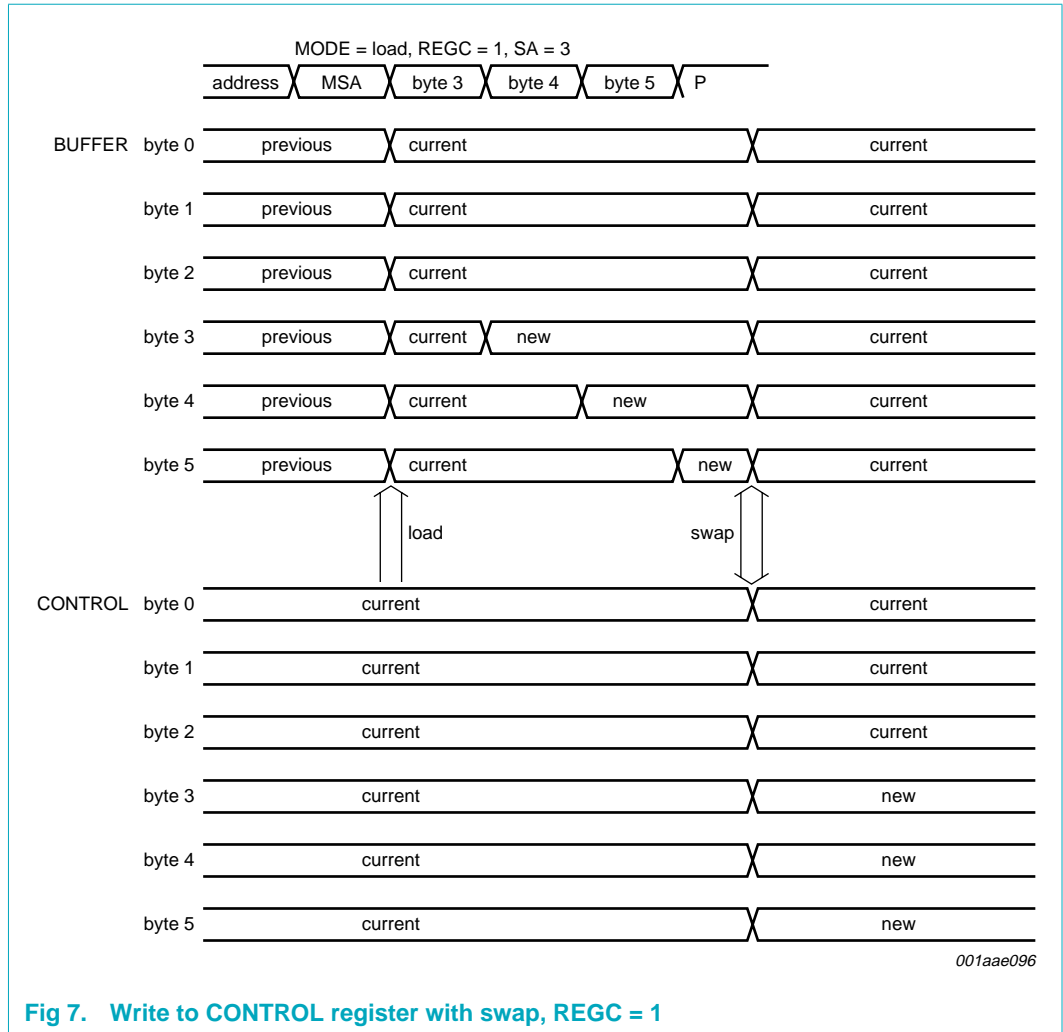 MODE = load, REGC = 1, SA = 3
address MSA byte 3 byte 4 byte 5 P
BUFFER byte 0 previous current current
byte 1 previous current current
byte 2 previous current current
byte 3 previous current new current
byte 4 previous current new current
byte 5 previous current new current
load swap
CONTROL byte 0 current current
byte 1 current current
byte 2 current current
byte 3 current new
byte 4 current new
byte 5 current new
001aae096
Fig 7. Write to CONTROL register with swap, REGC = 1